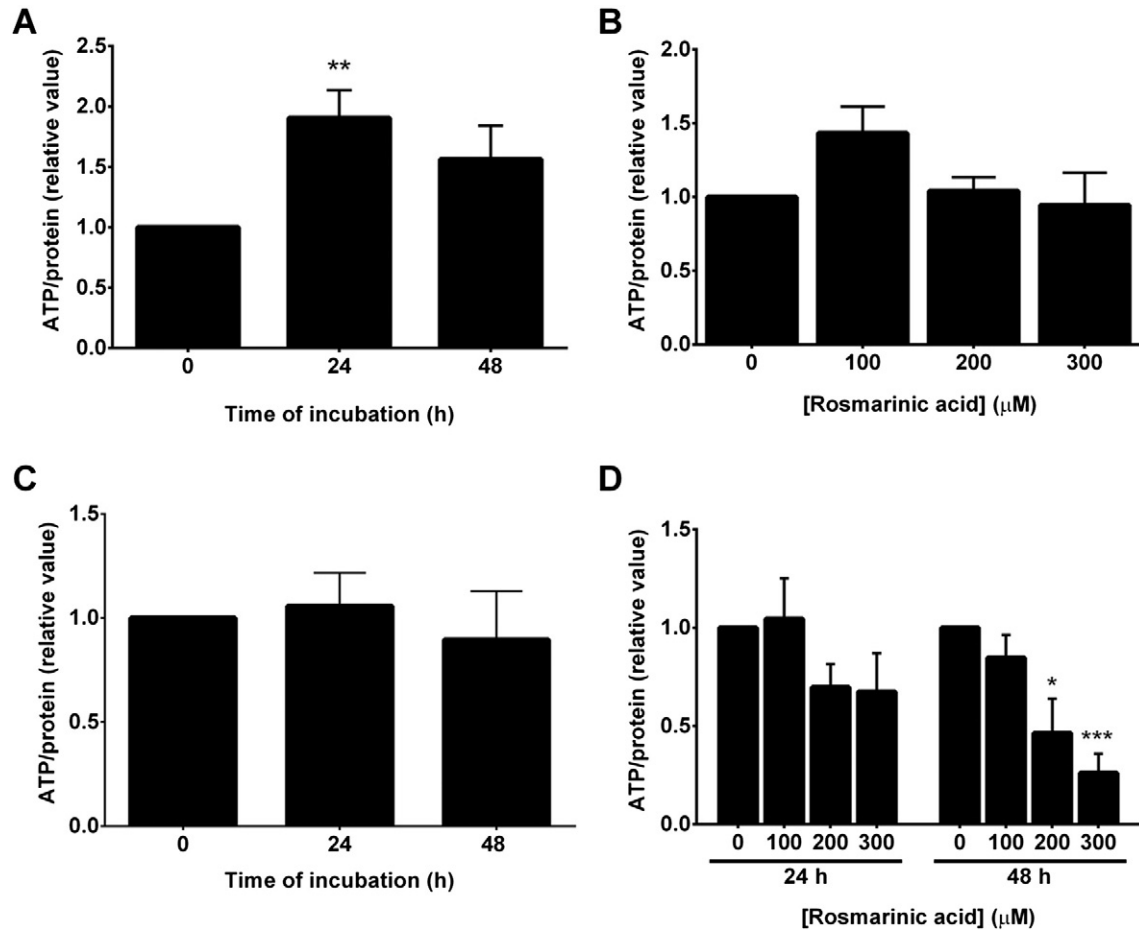 A
ATP/protein (relative value)
2.5
2.0
1.5
1.0
0.5
0.0
**
0 24 48
Time of incubation (h)
B
ATP/protein (relative value)
2.0
1.5
1.0
0.5
0.0
0 100 200 300
[Rosmarinic acid] (μM)
C
ATP/protein (relative value)
1.5
1.0
0.5
0.0
0 24 48
Time of incubation (h)
D
ATP/protein (relative value)
1.5
1.0
0.5
0.0
*
***
0 100 200 300 0 100 200 300
24 h 48 h
[Rosmarinic acid] (μM)